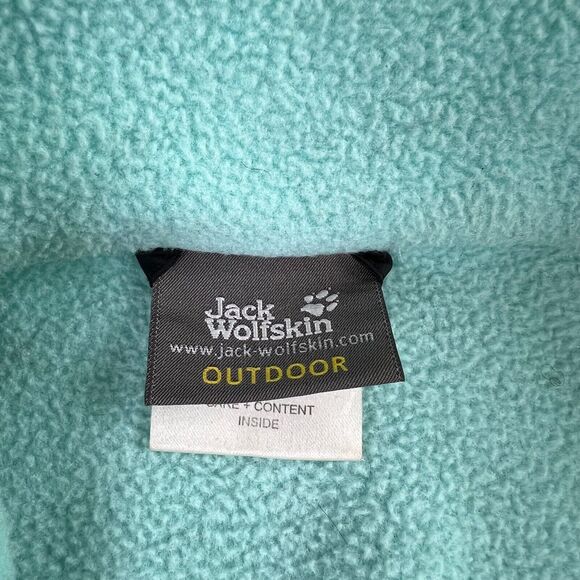 Jack
Wolfskin
www.jack-wolfskin.com
OUTDOOR
CARE + CONTENT
INSIDE